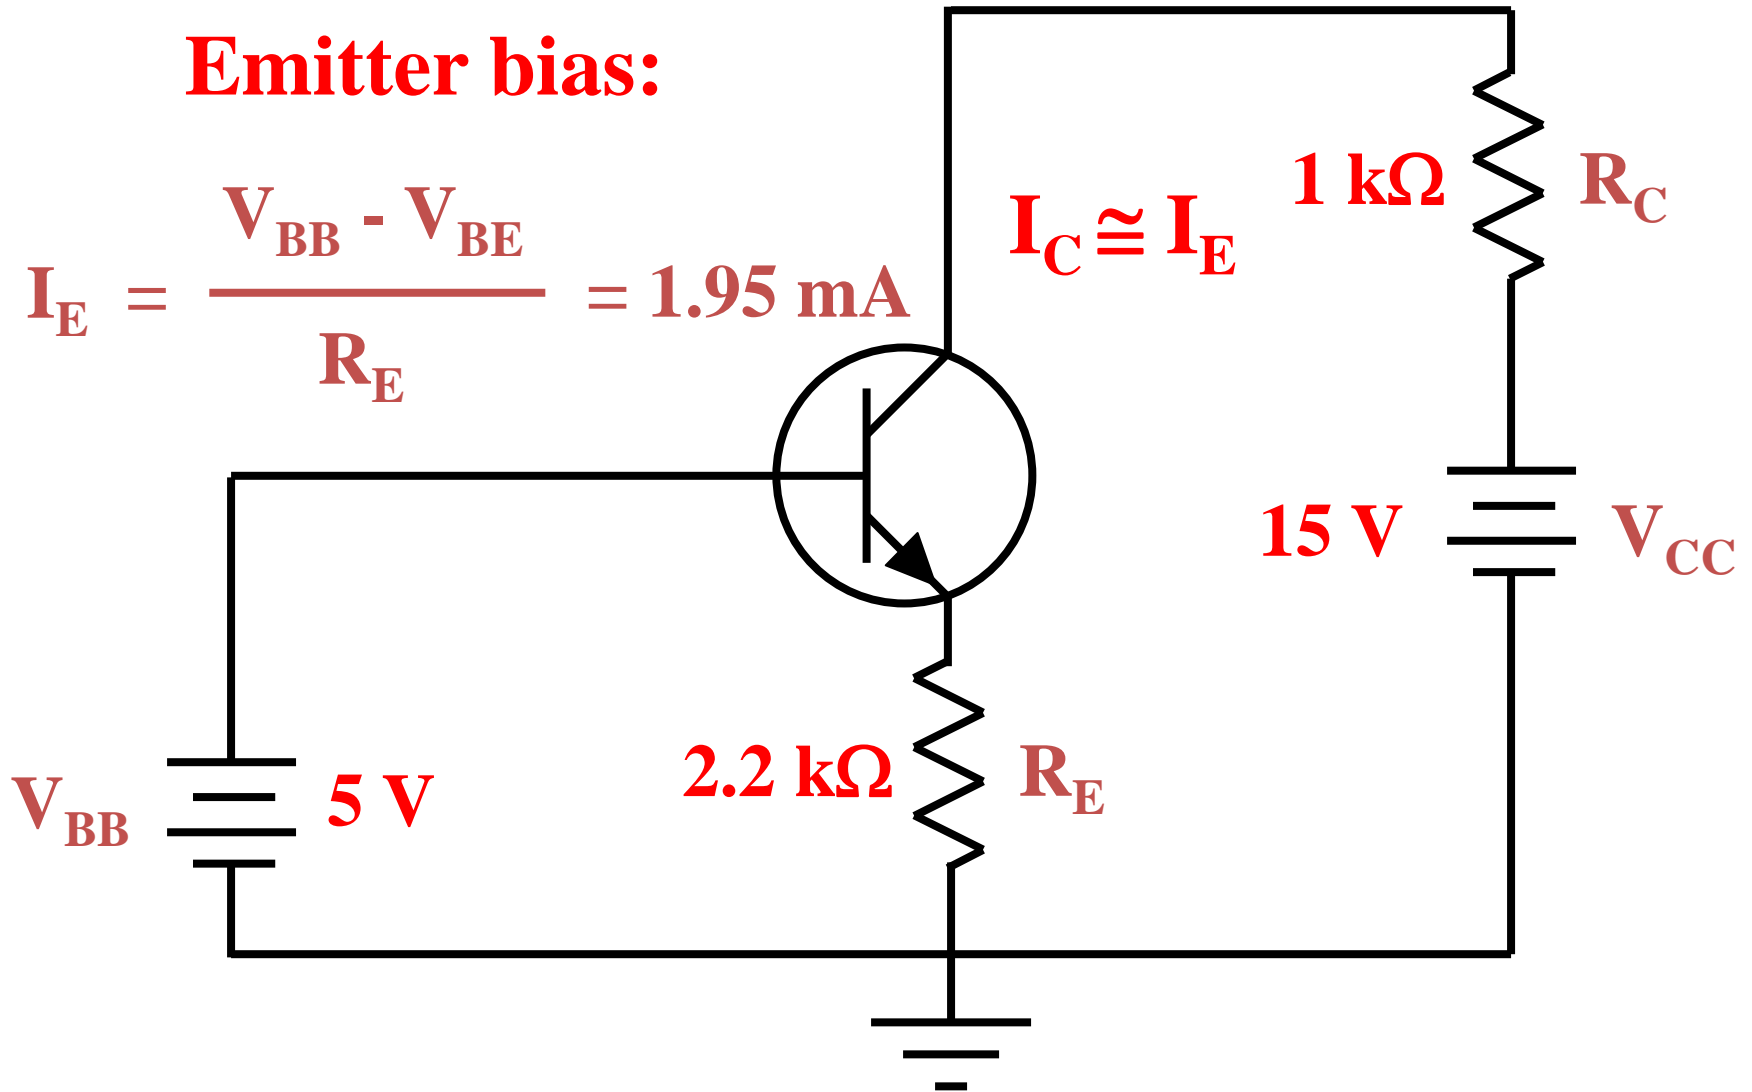 Emitter bias:
I_E = (V_BB - V_BE) / R_E = 1.95 mA
I_C ≅ I_E
1 kΩ R_C
15 V V_CC
2.2 kΩ R_E
V_BB 5 V